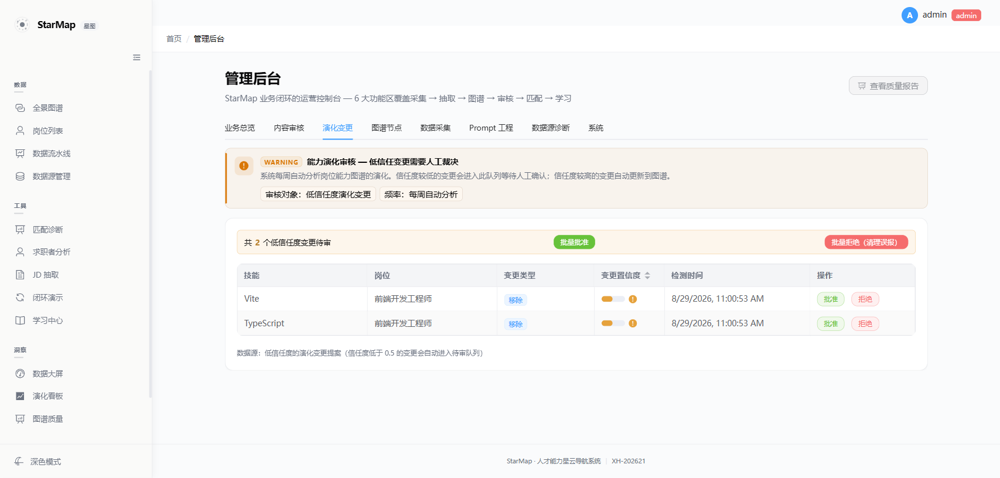 StarMap 星图
A admin admin
首页 / 管理后台
数据
全景图谱
岗位列表
数据流水线
数据源管理
工具
匹配诊断
求职者分析
JD 抽取
闭环演示
学习中心
洞察
数据大屏
演化看板
图谱质量
深色模式
管理后台
StarMap 业务闭环的运营控制台 — 6 大功能区覆盖采集 → 抽取 → 图谱 → 审核 → 匹配 → 学习
查看质量报告
业务总览 内容审核 演化变更 图谱节点 数据采集 Prompt 工程 数据源诊断 系统
WARNING 能力演化审核 — 低信任变更需要人工裁决
系统每周自动分析岗位能力图谱的演化。信任度较低的变更会进入此队列等待人工确认；信任度较高的变更自动更新到图谱。
审核对象：低信任度演化变更 频率：每周自动分析
共 2 个低信任度变更待审 批量批准 批量拒绝（清理误报）
技能 岗位 变更类型 变更置信度 检测时间 操作
Vite 前端开发工程师 移除 8/29/2026, 11:00:53 AM 批准 拒绝
TypeScript 前端开发工程师 移除 8/29/2026, 11:00:53 AM 批准 拒绝
数据源：低信任度的演化变更提案（信任度低于 0.5 的变更会自动进入待审队列）
StarMap · 人才能力星云导航系统 | XH-202621